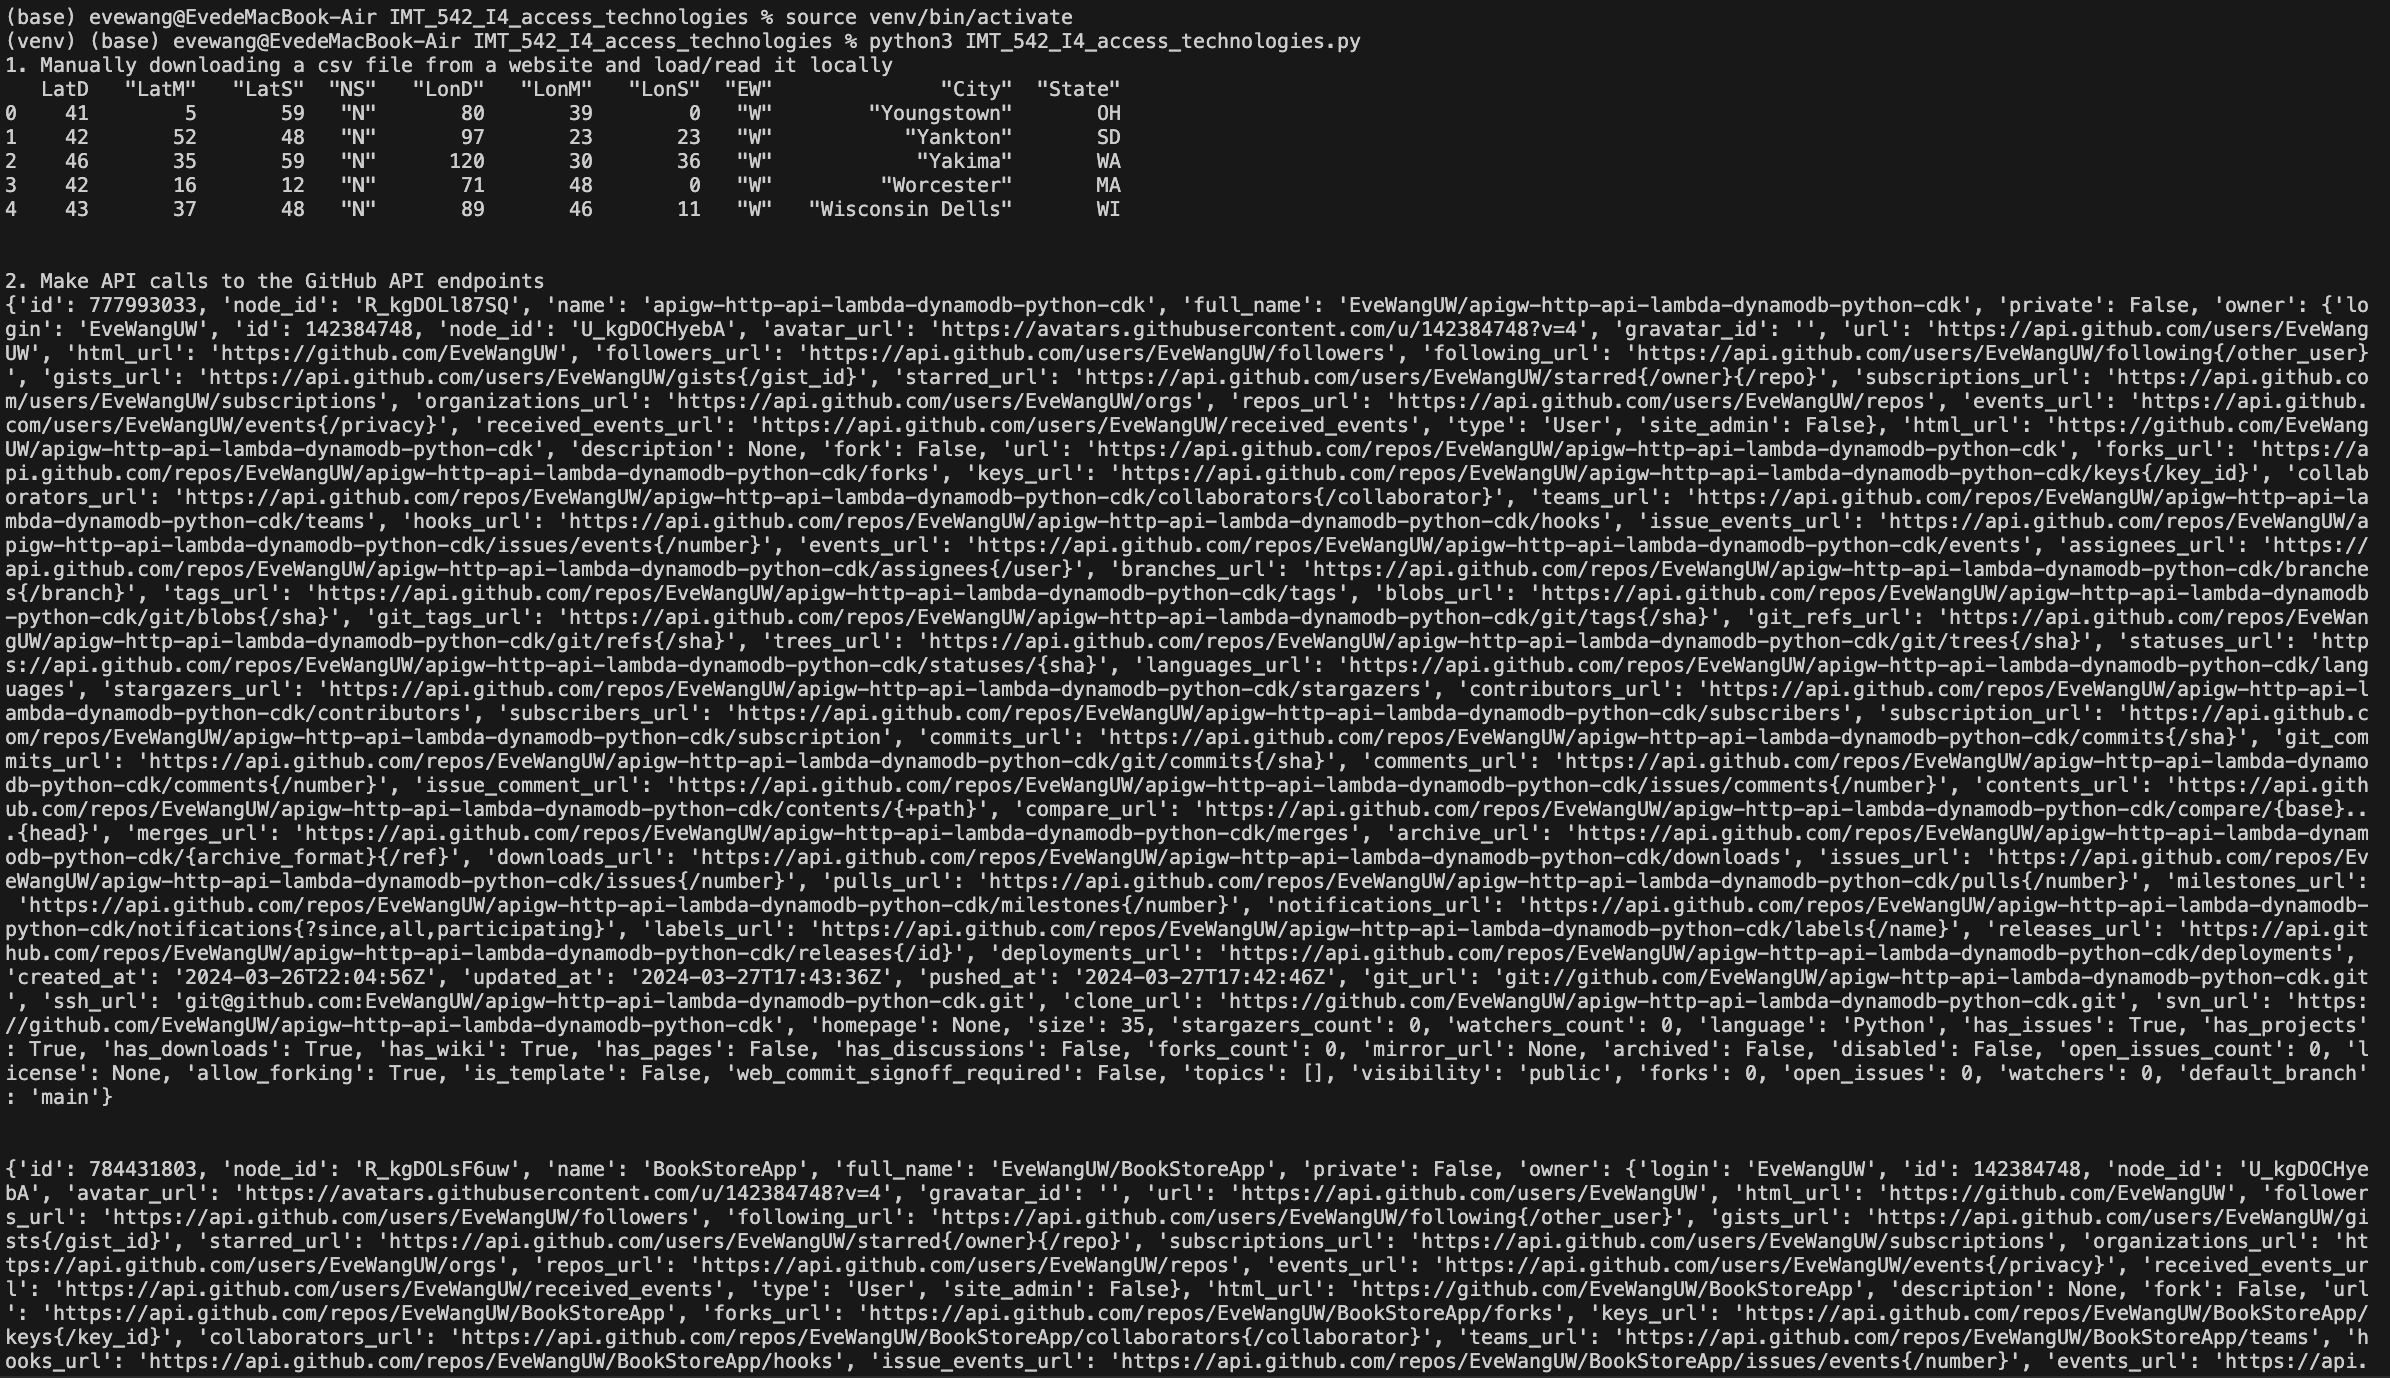 (base) evewang@EvedeMacBook-Air IMT_542_I4_access_technologies % source venv/bin/activate
(venv) (base) evewang@EvedeMacBook-Air IMT_542_I4_access_technologies % python3 IMT_542_I4_access_technologies.py
1. Manually downloading a csv file from a website and load/read it locally
   LatD   "LatM"   "LatS"  "NS"   "LonD"   "LonM"   "LonS"  "EW"              "City"  "State"
0    41        5       59   "N"       80       39        0   "W"        "Youngstown"       OH
1    42       52       48   "N"       97       23       23   "W"           "Yankton"       SD
2    46       35       59   "N"      120       30       36   "W"            "Yakima"       WA
3    42       16       12   "N"       71       48        0   "W"         "Worcester"       MA
4    43       37       48   "N"       89       46       11   "W"   "Wisconsin Dells"       WI
2. Make API calls to the GitHub API endpoints
{'id': 777993033, 'node_id': 'R_kgDOLl87SQ', 'name': 'apigw-http-api-lambda-dynamodb-python-cdk', 'full_name': 'EveWangUW/apigw-http-api-lambda-dynamodb-python-cdk', 'private': False, 'owner': {'lo
gin': 'EveWangUW', 'id': 142384748, 'node_id': 'U_kgDOCHyebA', 'avatar_url': 'https://avatars.githubusercontent.com/u/142384748?v=4', 'gravatar_id': '', 'url': 'https://api.github.com/users/EveWang
UW', 'html_url': 'https://github.com/EveWangUW', 'followers_url': 'https://api.github.com/users/EveWangUW/followers', 'following_url': 'https://api.github.com/users/EveWangUW/following{/other_user}
', 'gists_url': 'https://api.github.com/users/EveWangUW/gists{/gist_id}', 'starred_url': 'https://api.github.com/users/EveWangUW/starred{/owner}{/repo}', 'subscriptions_url': 'https://api.github.co
m/users/EveWangUW/subscriptions', 'organizations_url': 'https://api.github.com/users/EveWangUW/orgs', 'repos_url': 'https://api.github.com/users/EveWangUW/repos', 'events_url': 'https://api.github.
com/users/EveWangUW/events{/privacy}', 'received_events_url': 'https://api.github.com/users/EveWangUW/received_events', 'type': 'User', 'site_admin': False}, 'html_url': 'https://github.com/EveWang
UW/apigw-http-api-lambda-dynamodb-python-cdk', 'description': None, 'fork': False, 'url': 'https://api.github.com/repos/EveWangUW/apigw-http-api-lambda-dynamodb-python-cdk', 'forks_url': 'https://a
pi.github.com/repos/EveWangUW/apigw-http-api-lambda-dynamodb-python-cdk/forks', 'keys_url': 'https://api.github.com/repos/EveWangUW/apigw-http-api-lambda-dynamodb-python-cdk/keys{/key_id}', 'collab
orators_url': 'https://api.github.com/repos/EveWangUW/apigw-http-api-lambda-dynamodb-python-cdk/collaborators{/collaborator}', 'teams_url': 'https://api.github.com/repos/EveWangUW/apigw-http-api-la
mbda-dynamodb-python-cdk/teams', 'hooks_url': 'https://api.github.com/repos/EveWangUW/apigw-http-api-lambda-dynamodb-python-cdk/hooks', 'issue_events_url': 'https://api.github.com/repos/EveWangUW/a
pigw-http-api-lambda-dynamodb-python-cdk/issues/events{/number}', 'events_url': 'https://api.github.com/repos/EveWangUW/apigw-http-api-lambda-dynamodb-python-cdk/events', 'assignees_url': 'https://
api.github.com/repos/EveWangUW/apigw-http-api-lambda-dynamodb-python-cdk/assignees{/user}', 'branches_url': 'https://api.github.com/repos/EveWangUW/apigw-http-api-lambda-dynamodb-python-cdk/branche
s{/branch}', 'tags_url': 'https://api.github.com/repos/EveWangUW/apigw-http-api-lambda-dynamodb-python-cdk/tags', 'blobs_url': 'https://api.github.com/repos/EveWangUW/apigw-http-api-lambda-dynamodb
-python-cdk/git/blobs{/sha}', 'git_tags_url': 'https://api.github.com/repos/EveWangUW/apigw-http-api-lambda-dynamodb-python-cdk/git/tags{/sha}', 'git_refs_url': 'https://api.github.com/repos/EveWan
gUW/apigw-http-api-lambda-dynamodb-python-cdk/git/refs{/sha}', 'trees_url': 'https://api.github.com/repos/EveWangUW/apigw-http-api-lambda-dynamodb-python-cdk/git/trees{/sha}', 'statuses_url': 'http
s://api.github.com/repos/EveWangUW/apigw-http-api-lambda-dynamodb-python-cdk/statuses/{sha}', 'languages_url': 'https://api.github.com/repos/EveWangUW/apigw-http-api-lambda-dynamodb-python-cdk/lang
uages', 'stargazers_url': 'https://api.github.com/repos/EveWangUW/apigw-http-api-lambda-dynamodb-python-cdk/stargazers', 'contributors_url': 'https://api.github.com/repos/EveWangUW/apigw-http-api-l
ambda-dynamodb-python-cdk/contributors', 'subscribers_url': 'https://api.github.com/repos/EveWangUW/apigw-http-api-lambda-dynamodb-python-cdk/subscribers', 'subscription_url': 'https://api.github.c
om/repos/EveWangUW/apigw-http-api-lambda-dynamodb-python-cdk/subscription', 'commits_url': 'https://api.github.com/repos/EveWangUW/apigw-http-api-lambda-dynamodb-python-cdk/commits{/sha}', 'git_com
mits_url': 'https://api.github.com/repos/EveWangUW/apigw-http-api-lambda-dynamodb-python-cdk/git/commits{/sha}', 'comments_url': 'https://api.github.com/repos/EveWangUW/apigw-http-api-lambda-dynamo
db-python-cdk/comments{/number}', 'issue_comment_url': 'https://api.github.com/repos/EveWangUW/apigw-http-api-lambda-dynamodb-python-cdk/issues/comments{/number}', 'contents_url': 'https://api.gith
ub.com/repos/EveWangUW/apigw-http-api-lambda-dynamodb-python-cdk/contents/{+path}', 'compare_url': 'https://api.github.com/repos/EveWangUW/apigw-http-api-lambda-dynamodb-python-cdk/compare/{base}..
.{head}', 'merges_url': 'https://api.github.com/repos/EveWangUW/apigw-http-api-lambda-dynamodb-python-cdk/merges', 'archive_url': 'https://api.github.com/repos/EveWangUW/apigw-http-api-lambda-dynam
odb-python-cdk/{archive_format}{/ref}', 'downloads_url': 'https://api.github.com/repos/EveWangUW/apigw-http-api-lambda-dynamodb-python-cdk/downloads', 'issues_url': 'https://api.github.com/repos/Ev
eWangUW/apigw-http-api-lambda-dynamodb-python-cdk/issues{/number}', 'pulls_url': 'https://api.github.com/repos/EveWangUW/apigw-http-api-lambda-dynamodb-python-cdk/pulls{/number}', 'milestones_url':
 'https://api.github.com/repos/EveWangUW/apigw-http-api-lambda-dynamodb-python-cdk/milestones{/number}', 'notifications_url': 'https://api.github.com/repos/EveWangUW/apigw-http-api-lambda-dynamodb-
python-cdk/notifications{?since,all,participating}', 'labels_url': 'https://api.github.com/repos/EveWangUW/apigw-http-api-lambda-dynamodb-python-cdk/labels{/name}', 'releases_url': 'https://api.git
hub.com/repos/EveWangUW/apigw-http-api-lambda-dynamodb-python-cdk/releases{/id}', 'deployments_url': 'https://api.github.com/repos/EveWangUW/apigw-http-api-lambda-dynamodb-python-cdk/deployments',
'created_at': '2024-03-26T22:04:56Z', 'updated_at': '2024-03-27T17:43:36Z', 'pushed_at': '2024-03-27T17:42:46Z', 'git_url': 'git://github.com/EveWangUW/apigw-http-api-lambda-dynamodb-python-cdk.git
', 'ssh_url': 'git@github.com:EveWangUW/apigw-http-api-lambda-dynamodb-python-cdk.git', 'clone_url': 'https://github.com/EveWangUW/apigw-http-api-lambda-dynamodb-python-cdk.git', 'svn_url': 'https:
//github.com/EveWangUW/apigw-http-api-lambda-dynamodb-python-cdk', 'homepage': None, 'size': 35, 'stargazers_count': 0, 'watchers_count': 0, 'language': 'Python', 'has_issues': True, 'has_projects'
: True, 'has_downloads': True, 'has_wiki': True, 'has_pages': False, 'has_discussions': False, 'forks_count': 0, 'mirror_url': None, 'archived': False, 'disabled': False, 'open_issues_count': 0, 'l
icense': None, 'allow_forking': True, 'is_template': False, 'web_commit_signoff_required': False, 'topics': [], 'visibility': 'public', 'forks': 0, 'open_issues': 0, 'watchers': 0, 'default_branch'
: 'main'}
{'id': 784431803, 'node_id': 'R_kgDOLsF6uw', 'name': 'BookStoreApp', 'full_name': 'EveWangUW/BookStoreApp', 'private': False, 'owner': {'login': 'EveWangUW', 'id': 142384748, 'node_id': 'U_kgDOCHye
bA', 'avatar_url': 'https://avatars.githubusercontent.com/u/142384748?v=4', 'gravatar_id': '', 'url': 'https://api.github.com/users/EveWangUW', 'html_url': 'https://github.com/EveWangUW', 'follower
s_url': 'https://api.github.com/users/EveWangUW/followers', 'following_url': 'https://api.github.com/users/EveWangUW/following{/other_user}', 'gists_url': 'https://api.github.com/users/EveWangUW/gi
sts{/gist_id}', 'starred_url': 'https://api.github.com/users/EveWangUW/starred{/owner}{/repo}', 'subscriptions_url': 'https://api.github.com/users/EveWangUW/subscriptions', 'organizations_url': 'ht
tps://api.github.com/users/EveWangUW/orgs', 'repos_url': 'https://api.github.com/users/EveWangUW/repos', 'events_url': 'https://api.github.com/users/EveWangUW/events{/privacy}', 'received_events_ur
l': 'https://api.github.com/users/EveWangUW/received_events', 'type': 'User', 'site_admin': False}, 'html_url': 'https://github.com/EveWangUW/BookStoreApp', 'description': None, 'fork': False, 'url
': 'https://api.github.com/repos/EveWangUW/BookStoreApp', 'forks_url': 'https://api.github.com/repos/EveWangUW/BookStoreApp/forks', 'keys_url': 'https://api.github.com/repos/EveWangUW/BookStoreApp/
keys{/key_id}', 'collaborators_url': 'https://api.github.com/repos/EveWangUW/BookStoreApp/collaborators{/collaborator}', 'teams_url': 'https://api.github.com/repos/EveWangUW/BookStoreApp/teams', 'h
ooks_url': 'https://api.github.com/repos/EveWangUW/BookStoreApp/hooks', 'issue_events_url': 'https://api.github.com/repos/EveWangUW/BookStoreApp/issues/events{/number}', 'events_url': 'https://api.